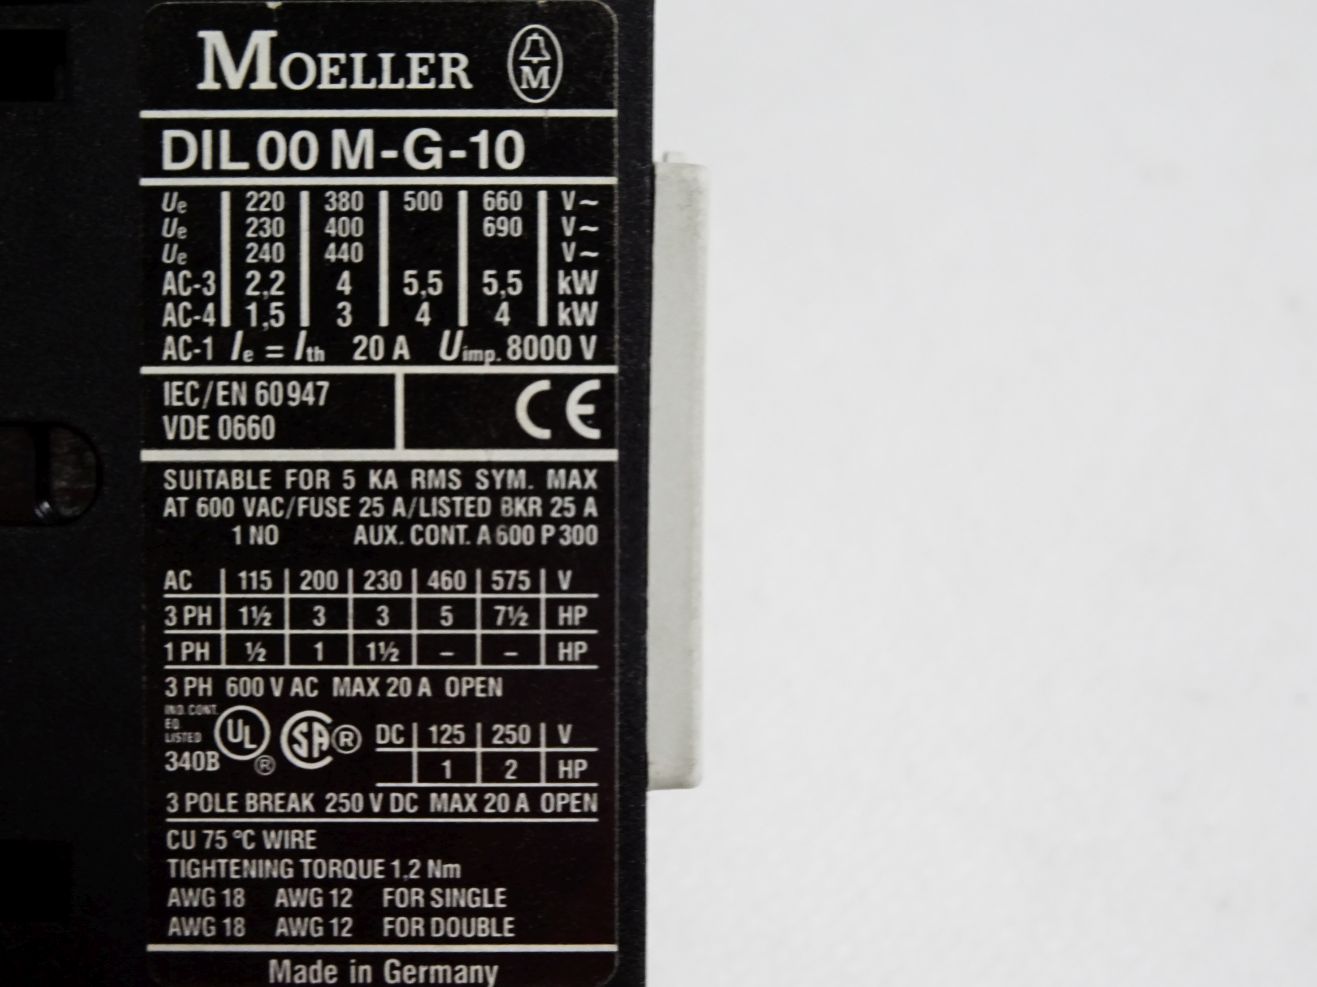 MOELLER M
DIL00 M-G-10
Ue 220 380 500 660 V~
Ue 230 400 690 V~
Ue 240 440 V~
AC-3 2,2 4 5,5 5,5 kW
AC-4 1,5 3 4 4 kW
AC-1 Ie = Ith 20 A Uimp. 8000 V
IEC/EN 60947
VDE 0660
CE
SUITABLE FOR 5 KA RMS SYM. MAX
AT 600 VAC/FUSE 25 A/LISTED BKR 25 A
1 NO AUX. CONT. A 600 P 300
AC 115 200 230 460 575 V
3 PH 1½ 3 3 5 7½ HP
1 PH ½ 1 1½ – – HP
3 PH 600 V AC MAX 20 A OPEN
IND. CONT.
EQ.
LISTED
340B
UL ®
SA ®
DC 125 250 V
1 2 HP
3 POLE BREAK 250 V DC MAX 20 A OPEN
CU 75 °C WIRE
TIGHTENING TORQUE 1,2 Nm
AWG 18 AWG 12 FOR SINGLE
AWG 18 AWG 12 FOR DOUBLE
Made in Germany